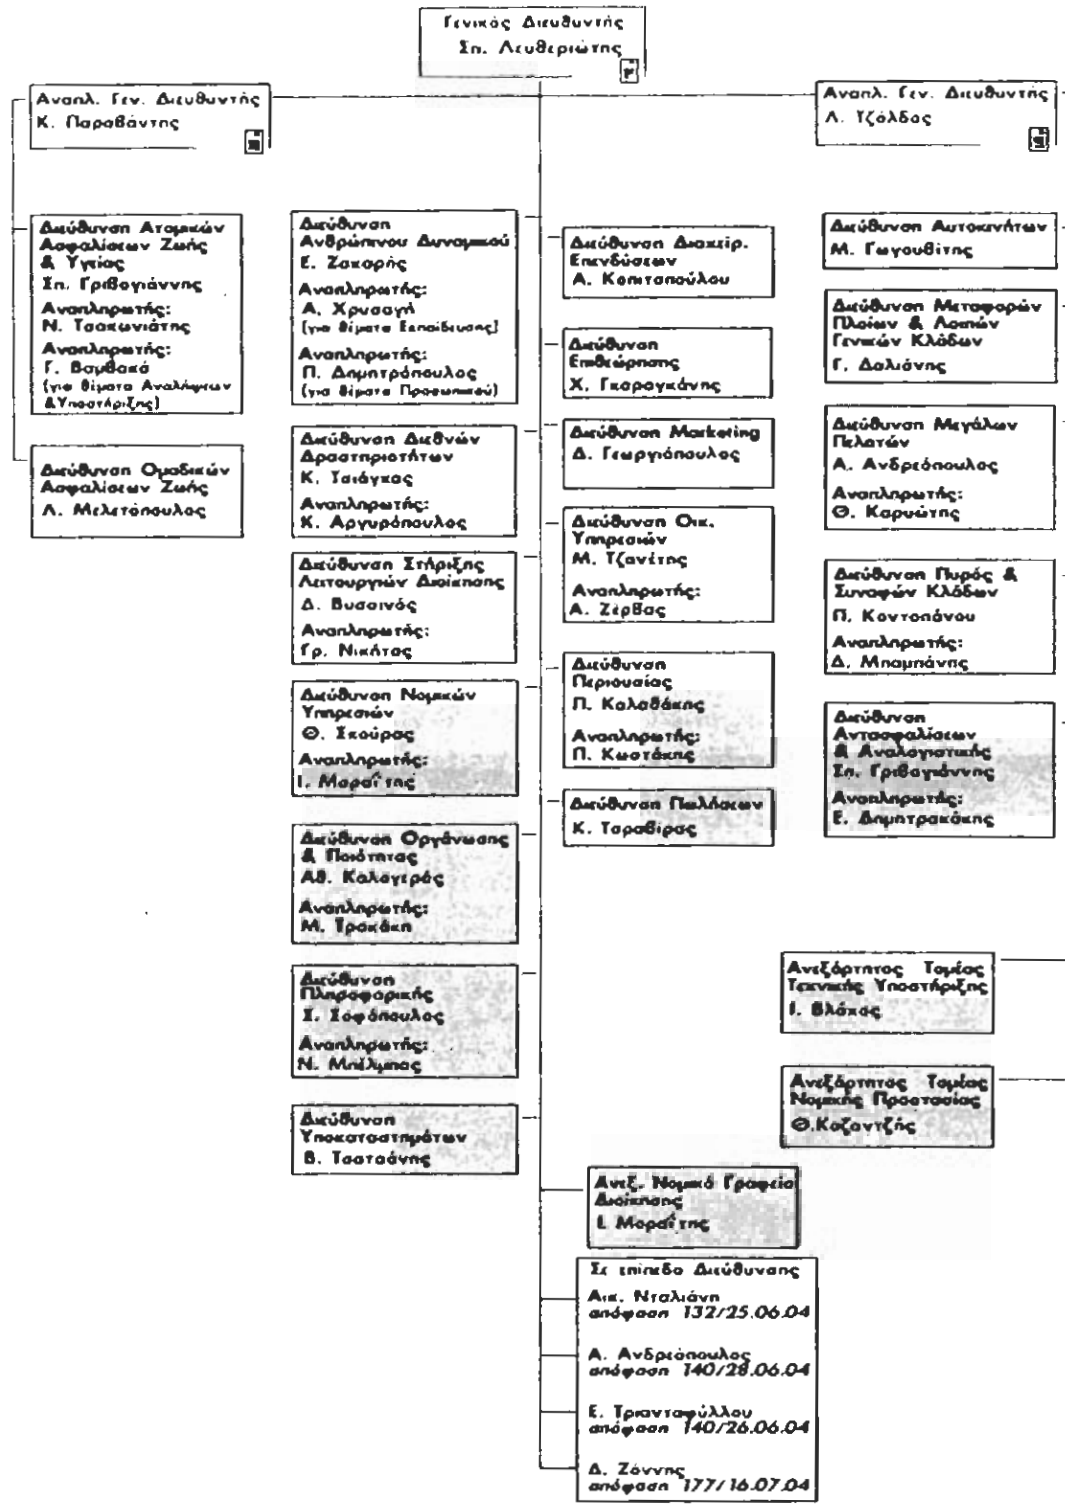 Γενικός Διευθυντής
Σπ. Λευθεριώτης
Αναπλ. Γεν. Διευθυντής
Κ. Παραβάντης
Αναπλ. Γεν. Διευθυντής
Λ. Τζόλδας
Διεύθυνση Ατομικών
Ασφαλίσεων Ζωής
& Υγείας
Σπ. Γριβογιάννης
Αναπληρωτής:
Ν. Τσακωνιάτης
Αναπληρωτής:
Γ. Βαμβακά
(για θέματα Αναλήψεων
& Υποστήριξης)
Διεύθυνση Ομαδικών
Ασφαλίσεων Ζωής
Λ. Μελετόπουλος
Διεύθυνση
Ανθρώπινου Δυναμικού
Ε. Ζακαρής
Αναπληρωτής:
Α. Χρυσαγή
(για θέματα Εκπαίδευσης)
Αναπληρωτής:
Π. Δημητρόπουλος
(για θέματα Προσωπικού)
Διεύθυνση Διεθνών
Δραστηριοτήτων
Κ. Τσιάγκας
Αναπληρωτής:
Κ. Αργυρόπουλος
Διεύθυνση Στήριξης
Λειτουργιών Διοίκησης
Δ. Βυσσινός
Αναπληρωτής:
Γρ. Νικήτας
Διεύθυνση Νομικών
Υπηρεσιών
Θ. Σκούρας
Αναπληρωτής:
Ι. Μοραΐτης
Διεύθυνση Οργάνωσης
& Ποιότητας
Αθ. Καλογεράς
Αναπληρωτής:
Μ. Τρακάκη
Διεύθυνση
Πληροφορικής
Σ. Σοφόπουλος
Αναπληρωτής:
Ν. Μπέλμπας
Διεύθυνση
Υποκαταστημάτων
Β. Τσατσάνης
Διεύθυνση Διαχείρ.
Επενδύσεων
Α. Κοπιτοπούλου
Διεύθυνση
Επιθεώρησης
Χ. Γκαραγκάνης
Διεύθυνση Marketing
Δ. Γεωργιόπουλος
Διεύθυνση Οικ.
Υπηρεσιών
Μ. Τζανέτης
Αναπληρωτής:
Α. Ζέρβας
Διεύθυνση
Περιουσίας
Π. Καλαδάκης
Αναπληρωτής:
Π. Κωστάκης
Διεύθυνση Πωλήσεων
Κ. Ταραβίρας
Διεύθυνση Αυτοκινήτων
Μ. Γωγουβίτης
Διεύθυνση Μεταφορών
Πλοίων & Λοιπών
Γενικών Κλάδων
Γ. Δαλιάνης
Διεύθυνση Μεγάλων
Πελατών
Α. Ανδρεόπουλος
Αναπληρωτής:
Θ. Καρυώτης
Διεύθυνση Πυρός &
Συναφών Κλάδων
Π. Κοντοπάνου
Αναπληρωτής:
Δ. Μπαμπάνης
Διεύθυνση
Αντασφαλίσεων
& Αναλογιστικής
Σπ. Γριβογιάννης
Αναπληρωτής:
Ε. Δημητρακάκης
Ανεξάρτητος Τομέας
Τεχνικής Υποστήριξης
Ι. Βλάχος
Ανεξάρτητος Τομέας
Νομικής Προστασίας
Θ.Καζαντζής
Ανεξ. Νομικό Γραφείο
Διοίκησης
Ι. Μοραΐτης
Σε επίπεδο Διεύθυνσης
Αικ. Νταλιάνη
απόφαση 132/25.06.04
Α. Ανδρεόπουλος
απόφαση 140/28.06.04
Ε. Τριανταφύλλου
απόφαση 140/26.06.04
Δ. Ζόννης
απόφαση 177/16.07.04